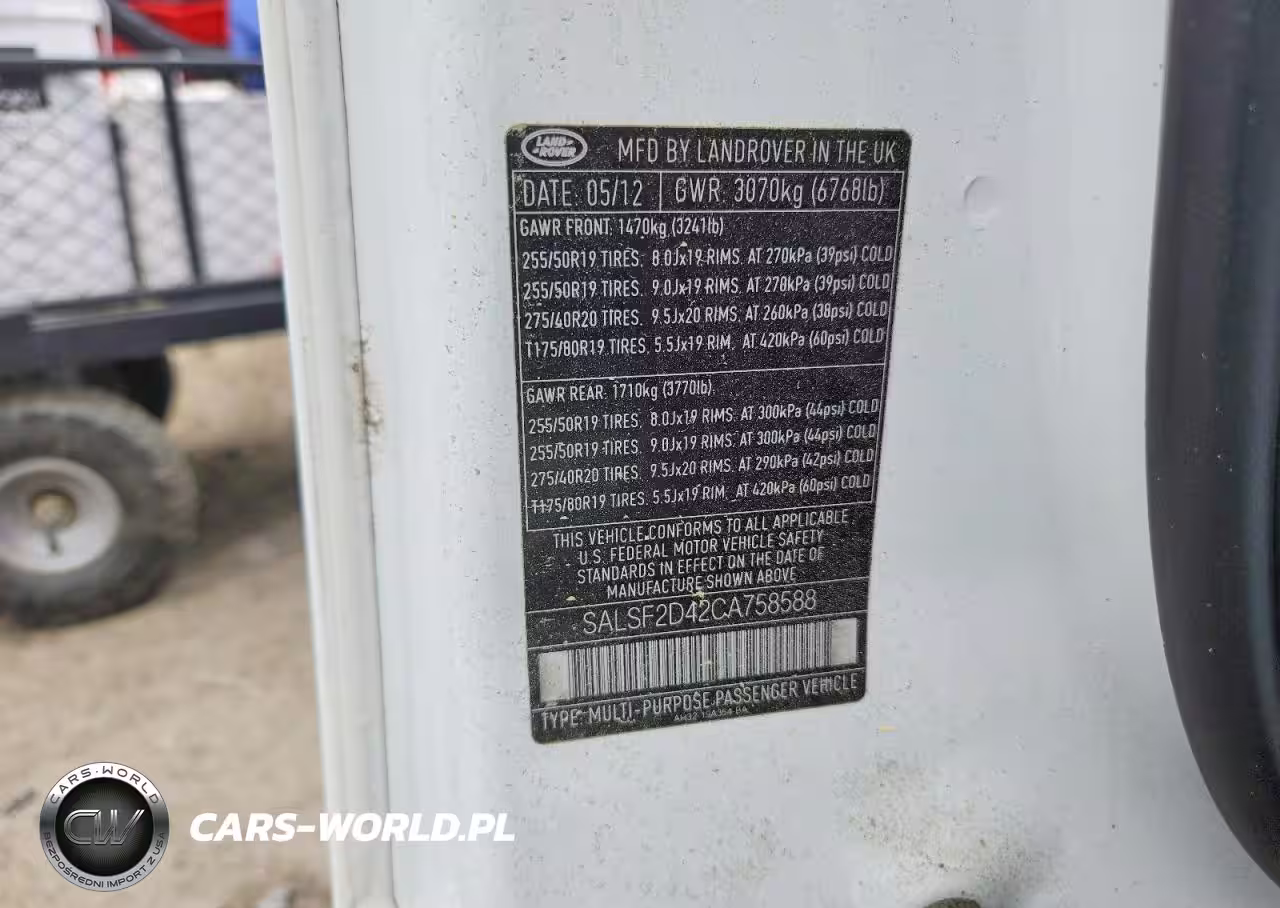 LAND ROVER
MFD BY LANDROVER IN THE UK
DATE: 05/12 GWR 3070kg (6768lb)
GAWR FRONT. 1470kg (3241lb)
255/50R19 TIRES. 8.0Jx19 RIMS. AT 270kPa (39psi) COLD
255/50R19 TIRES. 9.0Jx19 RIMS. AT 270kPa (39psi) COLD
275/40R20 TIRES. 9.5Jx20 RIMS. AT 260kPa (38psi) COLD
T175/80R19 TIRES. 5.5Jx19 RIM. AT 420kPa (60psi) COLD
GAWR REAR. 1710kg (3770lb)
255/50R19 TIRES. 8.0Jx19 RIMS. AT 300kPa (44psi) COLD
255/50R19 TIRES. 9.0Jx19 RIMS. AT 300kPa (44psi) COLD
275/40R20 TIRES. 9.5Jx20 RIMS. AT 290kPa (42psi) COLD
T175/80R19 TIRES. 5.5Jx19 RIM. AT 420kPa (60psi) COLD
THIS VEHICLE CONFORMS TO ALL APPLICABLE
U.S. FEDERAL MOTOR VEHICLE SAFETY
STANDARDS IN EFFECT ON THE DATE OF
MANUFACTURE SHOWN ABOVE
SALSF2D42CA758588
TYPE: MULTI-PURPOSE PASSENGER VEHICLE
CARS-WORLD
CW
BEZPOŚREDNI IMPORT Z USA
CARS-WORLD.PL